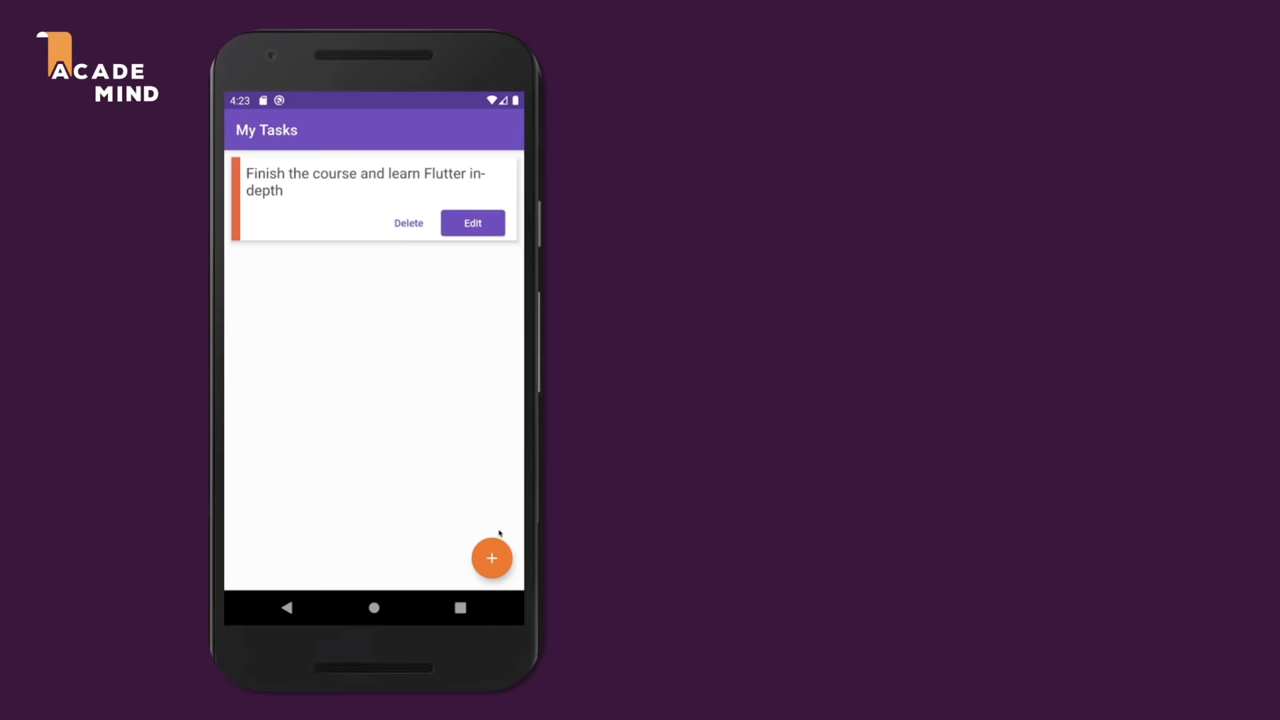 ACADE
MIND
4:23
My Tasks
Finish the course and learn Flutter in-
depth
Delete
Edit
+